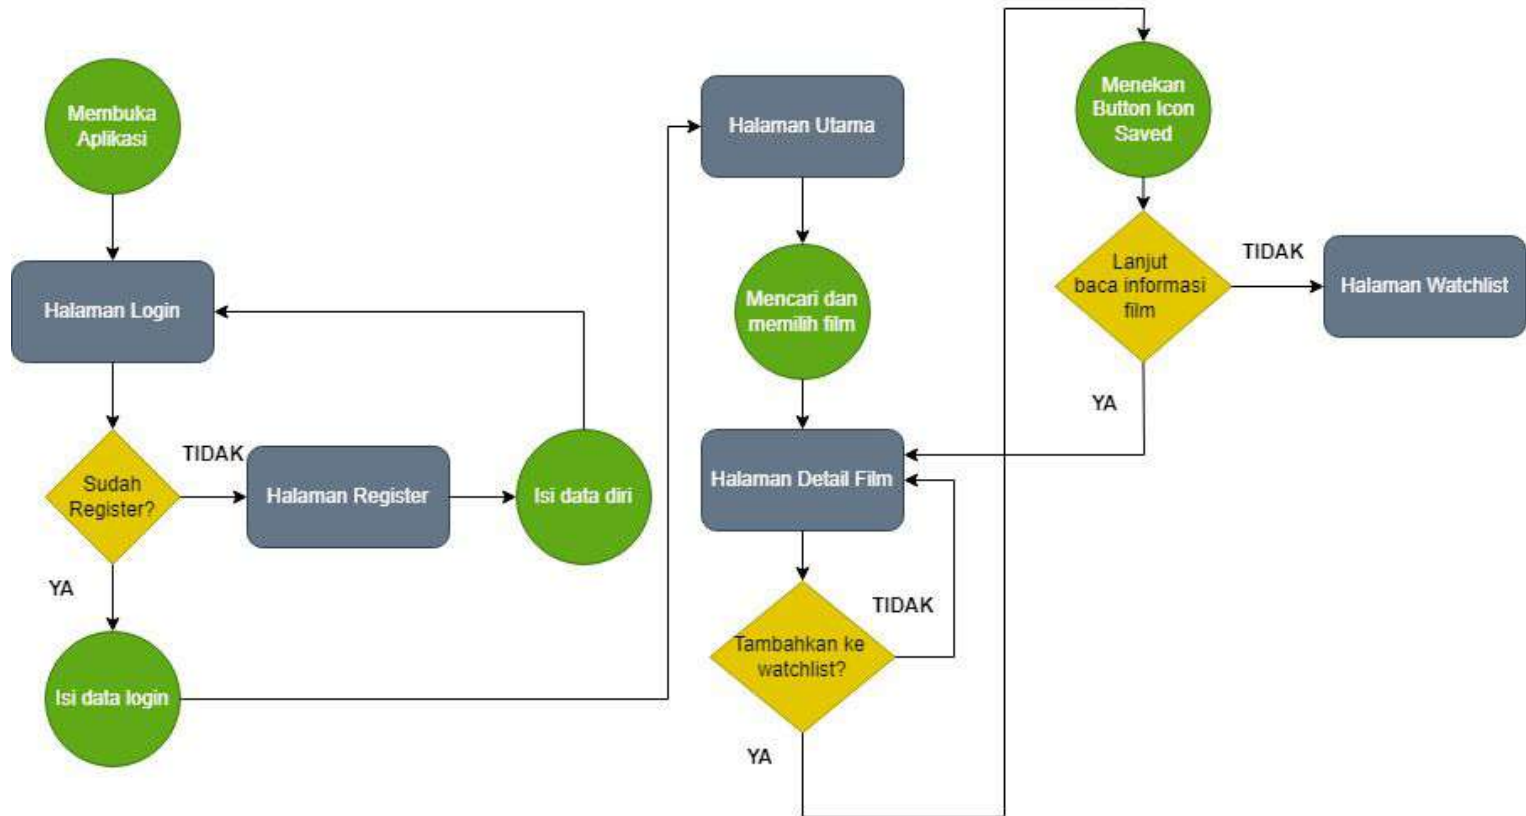 Membuka
Aplikasi
Halaman Login
Sudah
Register?
TIDAK
Halaman Register
Isi data diri
YA
Isi data login
Halaman Utama
Mencari dan
memilih film
Halaman Detail Film
Tambahkan ke
watchlist?
TIDAK
YA
Menekan
Button Icon
Saved
Lanjut
baca informasi
film
TIDAK
Halaman Watchlist
YA